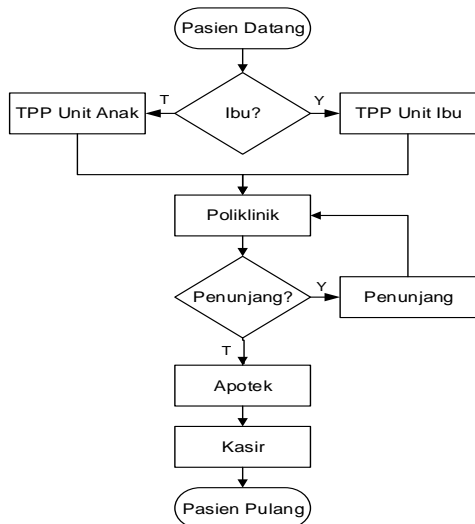 Pasien Datang
T
Y
TPP Unit Anak
Ibu?
TPP Unit Ibu
Poliklinik
Penunjang?
Y
Penunjang
T
Apotek
Kasir
Pasien Pulang